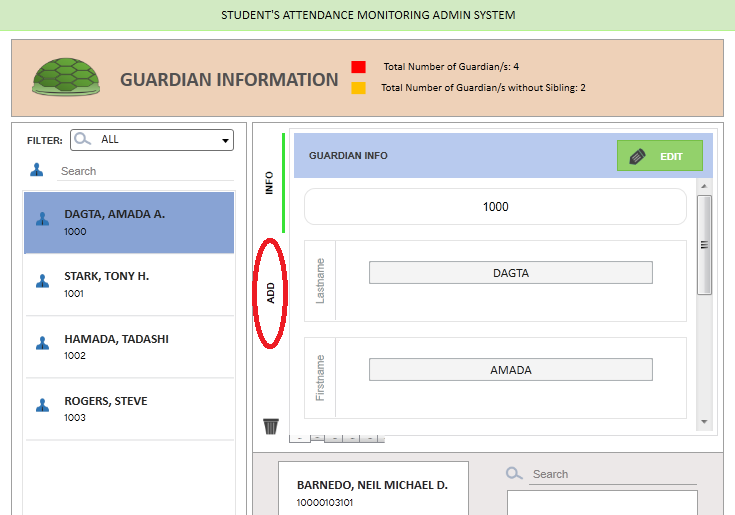 STUDENT'S ATTENDANCE MONITORING ADMIN SYSTEM
GUARDIAN INFORMATION
Total Number of Guardian/s: 4
Total Number of Guardian/s without Sibling: 2
FILTER: ALL
Search
DAGTA, AMADA A.
1000
STARK, TONY H.
1001
HAMADA, TADASHI
1002
ROGERS, STEVE
1003
INFO
ADD
GUARDIAN INFO
EDIT
1000
Lastname
DAGTA
Firstname
AMADA
BARNEDO, NEIL MICHAEL D.
10000103101
Search